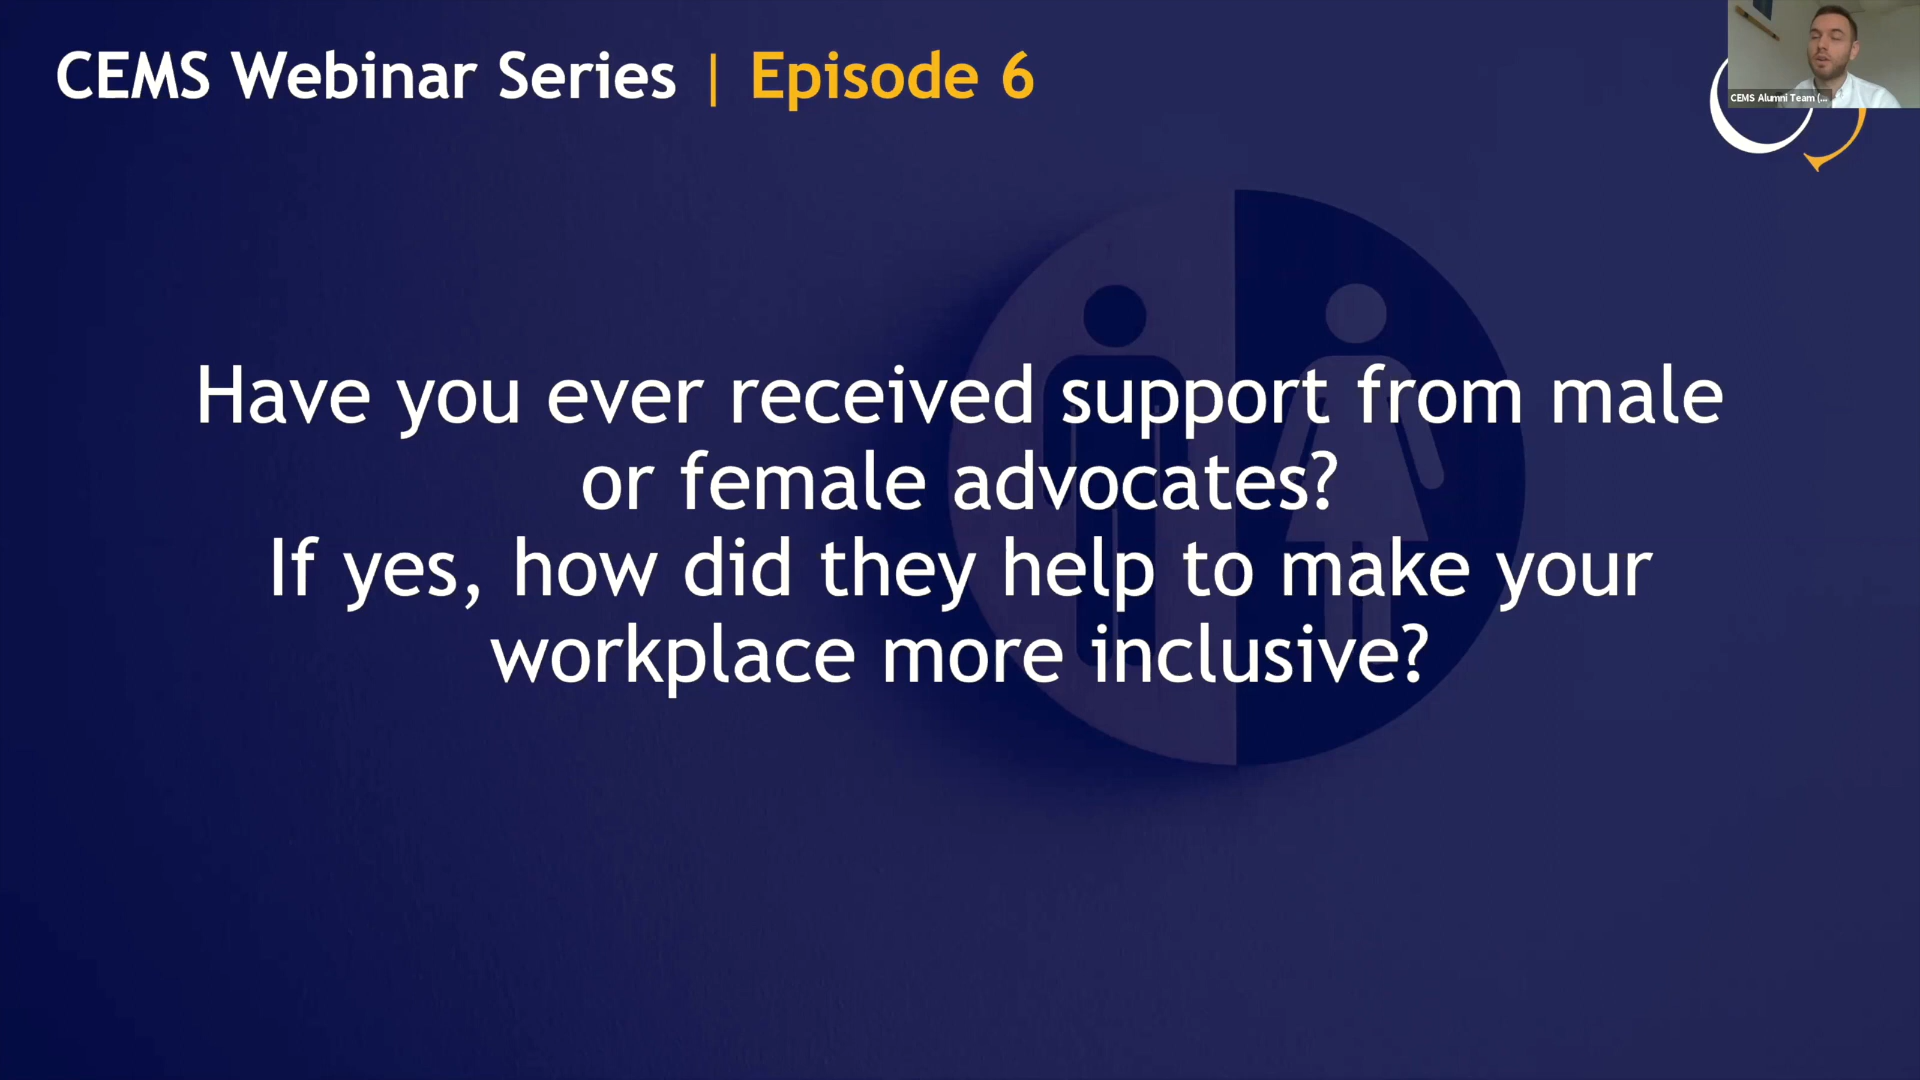 CEMS Webinar Series | Episode 6
CEMS Alumni Team (...
Have you ever received support from male
or female advocates?
If yes, how did they help to make your
workplace more inclusive?